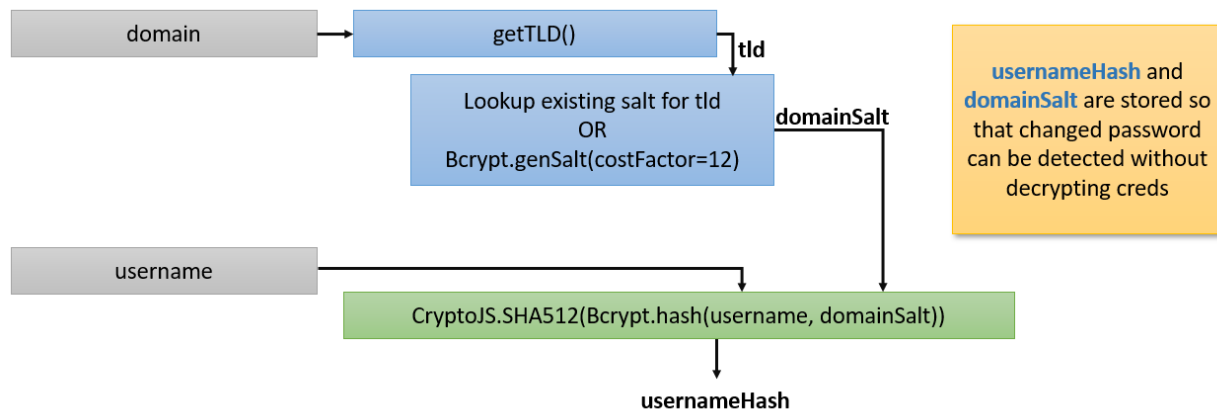 domain
getTLD()
tld
Lookup existing salt for tld
OR
Bcrypt.genSalt(costFactor=12)
domainSalt
usernameHash and
domainSalt are stored so
that changed password
can be detected without
decrypting creds
username
CryptoJS.SHA512(Bcrypt.hash(username, domainSalt))
usernameHash